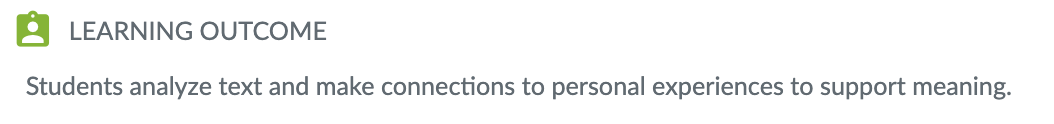 LEARNING OUTCOME
Students analyze text and make connections to personal experiences to support meaning.